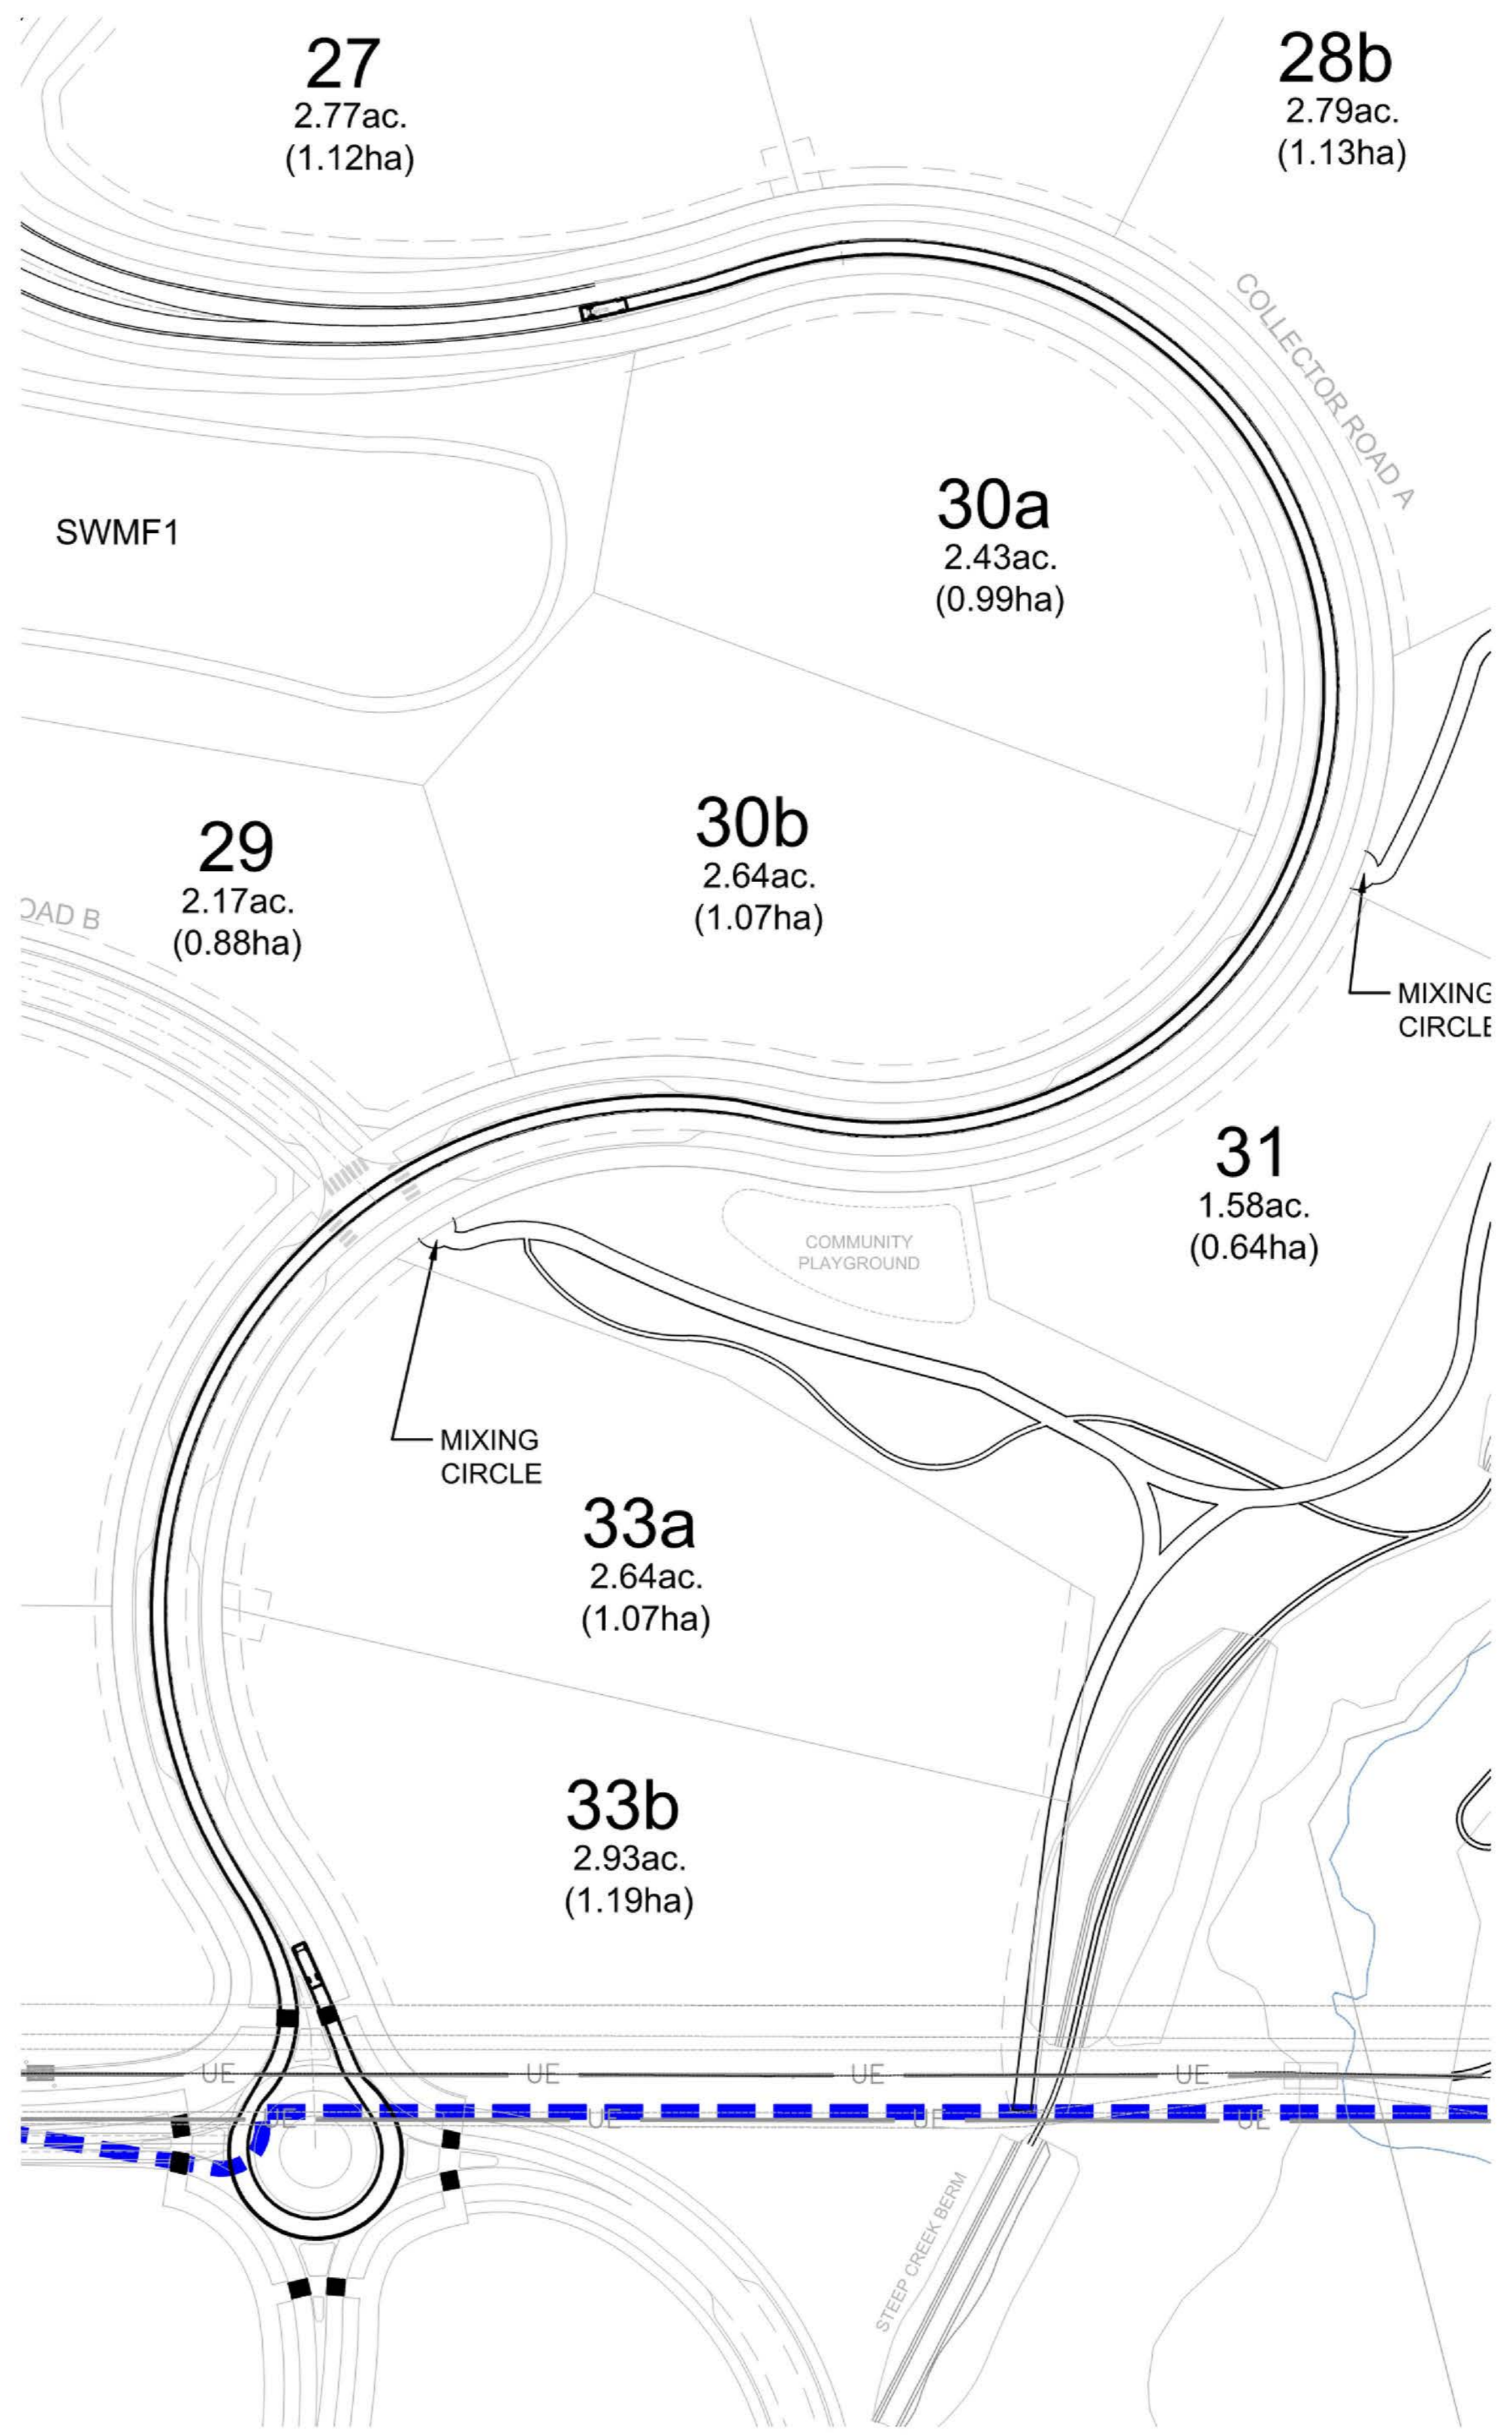 27
2.77ac.
(1.12ha)
28b
2.79ac.
(1.13ha)
COLLECTOR ROAD A
30a
2.43ac.
(0.99ha)
SWMF1
30b
2.64ac.
(1.07ha)
29
2.17ac.
(0.88ha)
OAD B
MIXING
CIRCLE
31
1.58ac.
(0.64ha)
COMMUNITY
PLAYGROUND
MIXING
CIRCLE
33a
2.64ac.
(1.07ha)
33b
2.93ac.
(1.19ha)
UE
UE
UE
UE
UE
UE
UE
UE
STEEP CREEK BERM